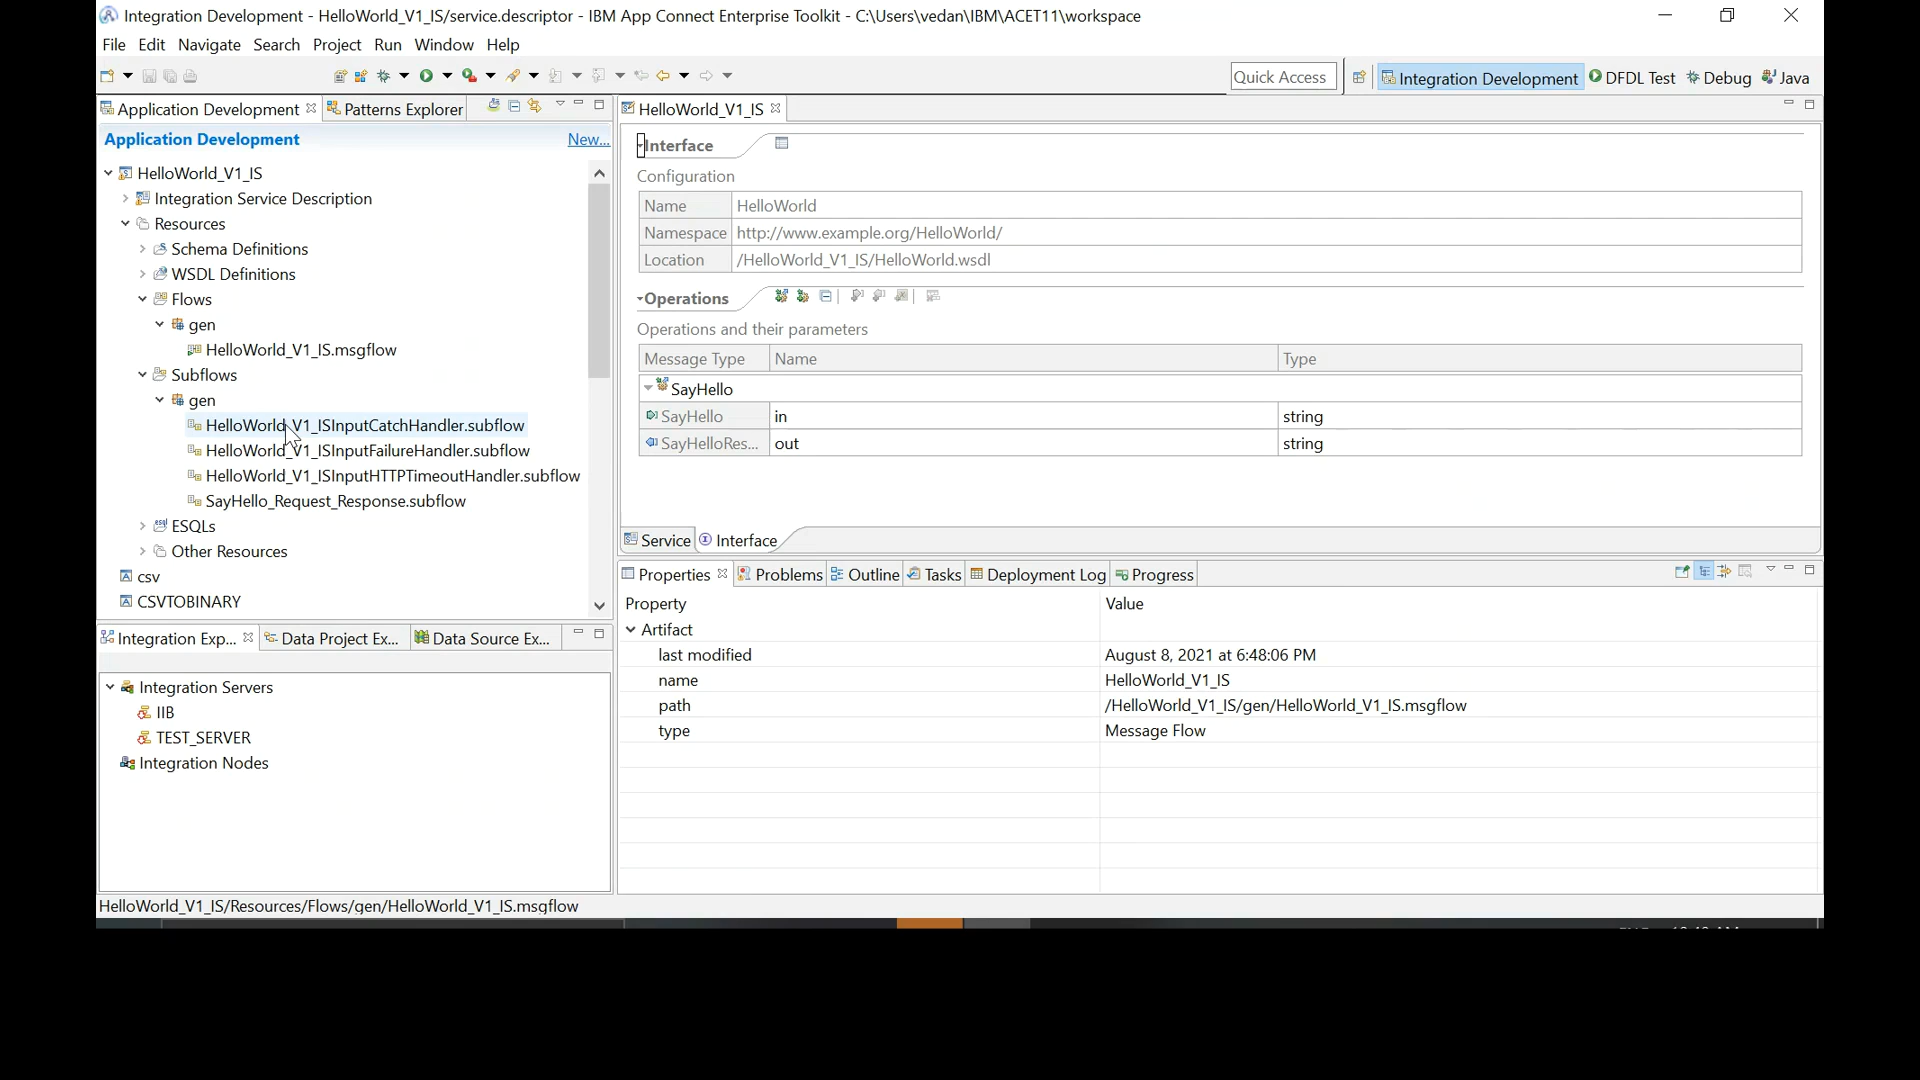 Integration Development - HelloWorld_V1_IS/service.descriptor - IBM App Connect Enterprise Toolkit - C:\Users\vedan\IBM\ACET11\workspace
File Edit Navigate Search Project Run Window Help
Quick Access Integration Development DFDL Test Debug Java
Application Development Patterns Explorer
Application Development New...
HelloWorld_V1_IS
Integration Service Description
Resources
Schema Definitions
WSDL Definitions
Flows
gen
HelloWorld_V1_IS.msgflow
Subflows
gen
HelloWorld_V1_ISInputCatchHandler.subflow
HelloWorld_V1_ISInputFailureHandler.subflow
HelloWorld_V1_ISInputHTTPTimeoutHandler.subflow
SayHello_Request_Response.subflow
ESQLs
Other Resources
csv
CSVTOBINARY
HelloWorld_V1_IS
Interface
Configuration
Name HelloWorld
Namespace http://www.example.org/HelloWorld/
Location /HelloWorld_V1_IS/HelloWorld.wsdl
Operations
Operations and their parameters
Message Type Name Type
SayHello
SayHello in string
SayHelloRes... out string
Service Interface
Integration Exp... Data Project Ex... Data Source Ex...
Integration Servers
IIB
TEST_SERVER
Integration Nodes
Properties Problems Outline Tasks Deployment Log Progress
Property Value
Artifact
last modified August 8, 2021 at 6:48:06 PM
name HelloWorld_V1_IS
path /HelloWorld_V1_IS/gen/HelloWorld_V1_IS.msgflow
type Message Flow
HelloWorld_V1_IS/Resources/Flows/gen/HelloWorld_V1_IS.msgflow